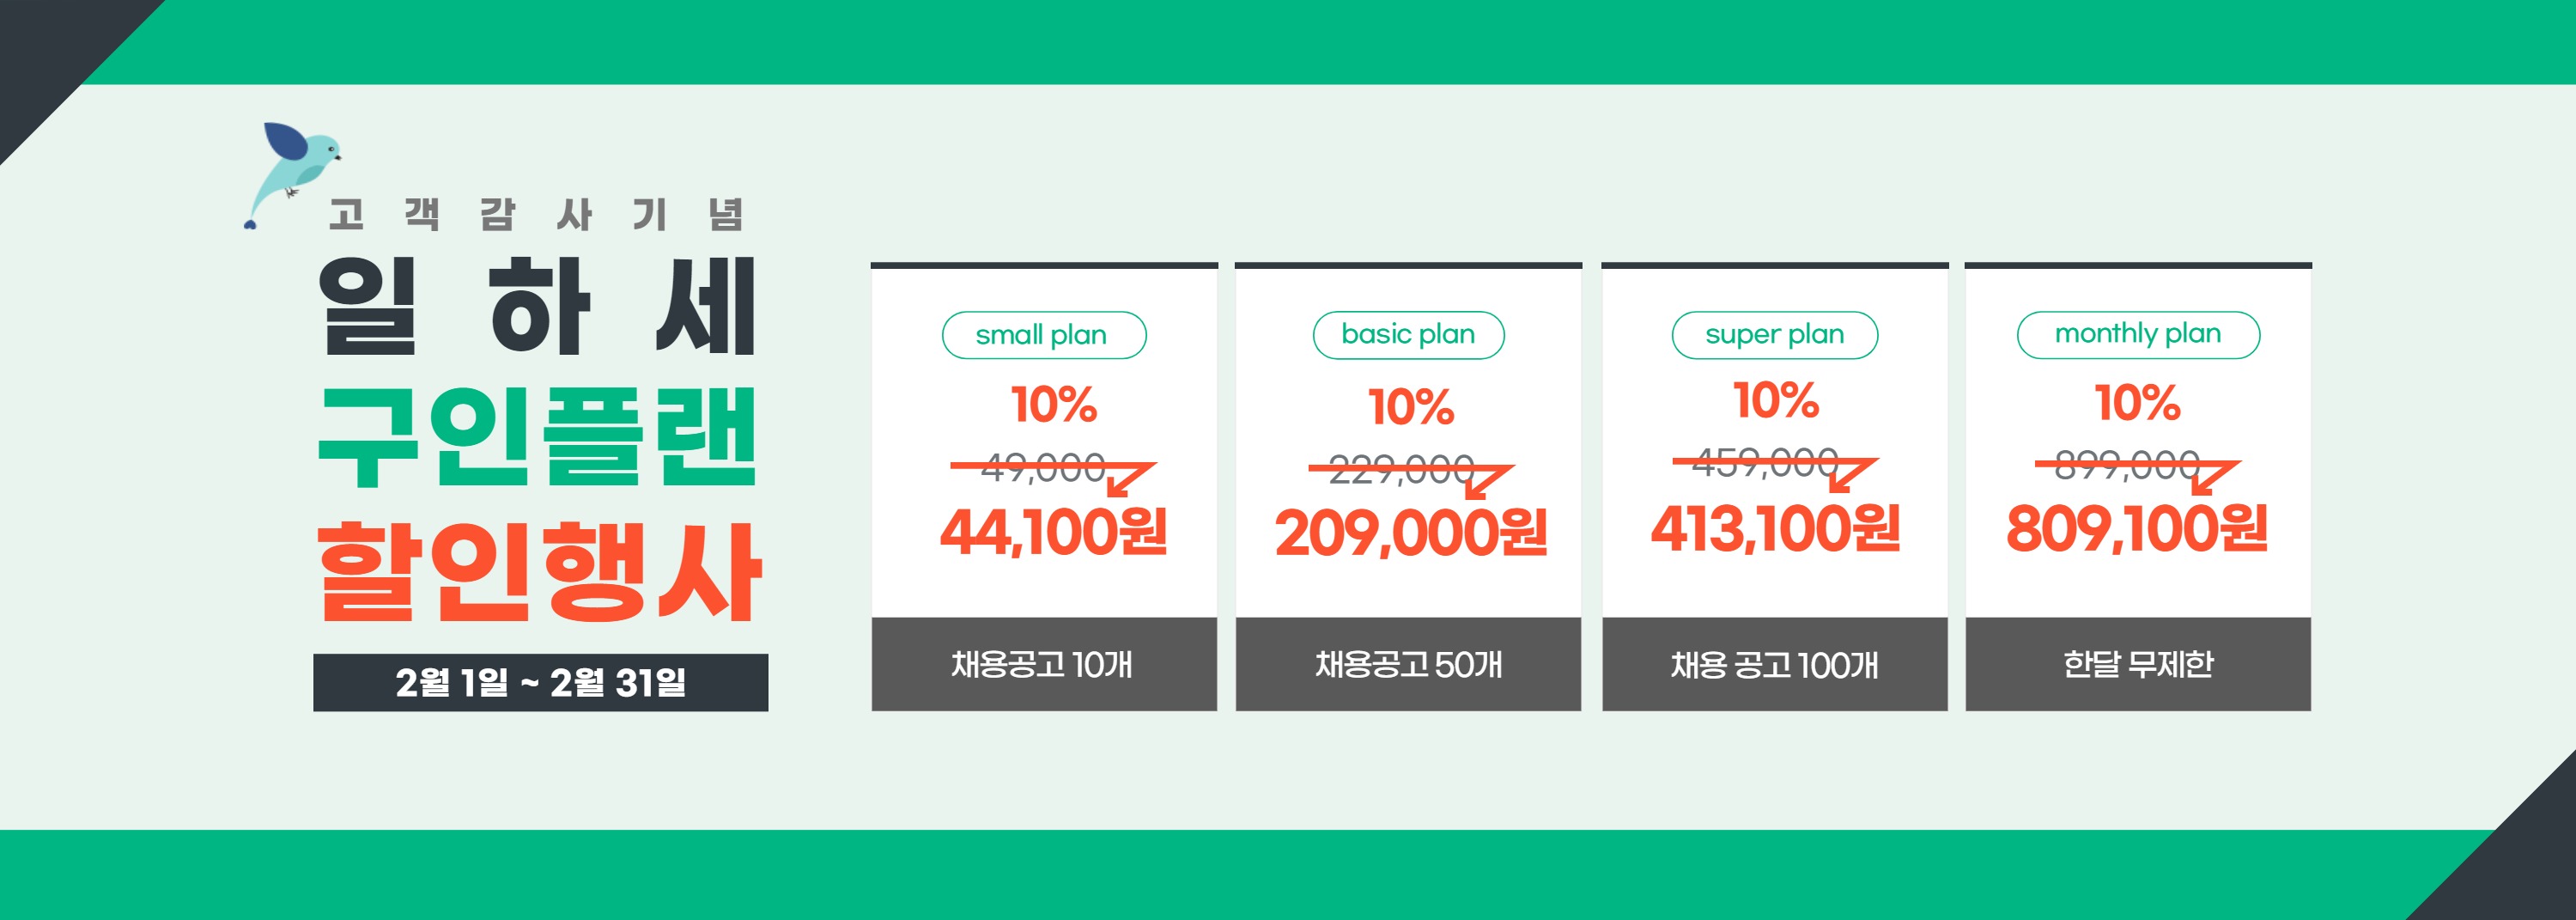 고객감사기념
일하세
구인플랜
할인행사
2월 1일 ~ 2월 31일
small plan
10%
49,000
44,100원
채용공고 10개
basic plan
10%
229,000
209,000원
채용공고 50개
super plan
10%
459,000
413,100원
채용 공고 100개
monthly plan
10%
899,000
809,100원
한달 무제한